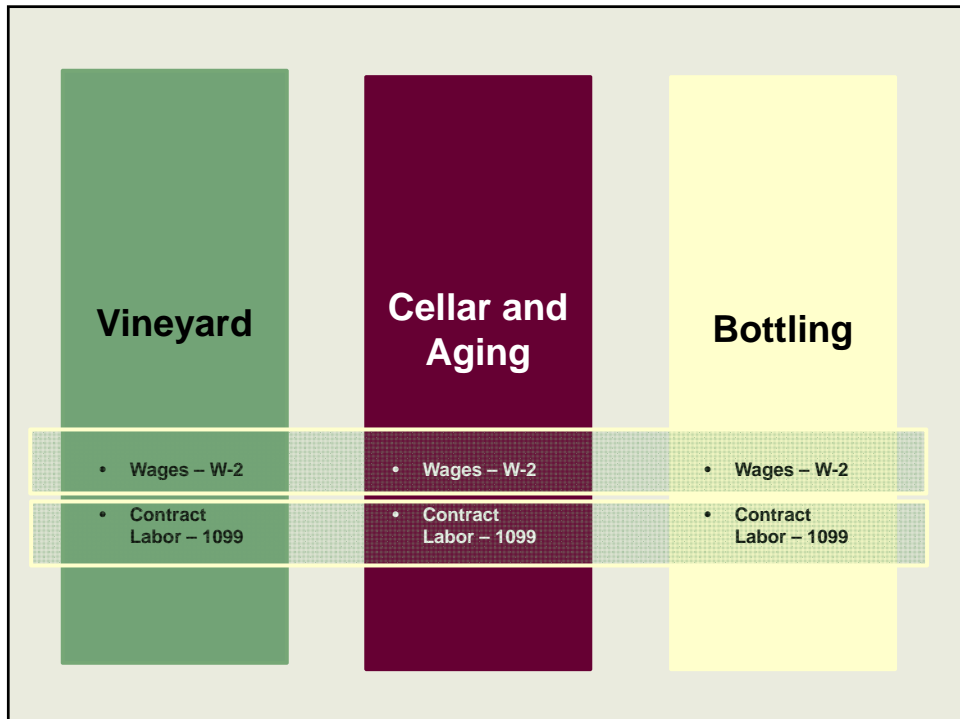 Vineyard
Cellar and
Aging
Bottling
• Wages – W-2
• Wages – W-2
• Wages – W-2
• Contract
Labor – 1099
• Contract
Labor – 1099
• Contract
Labor – 1099